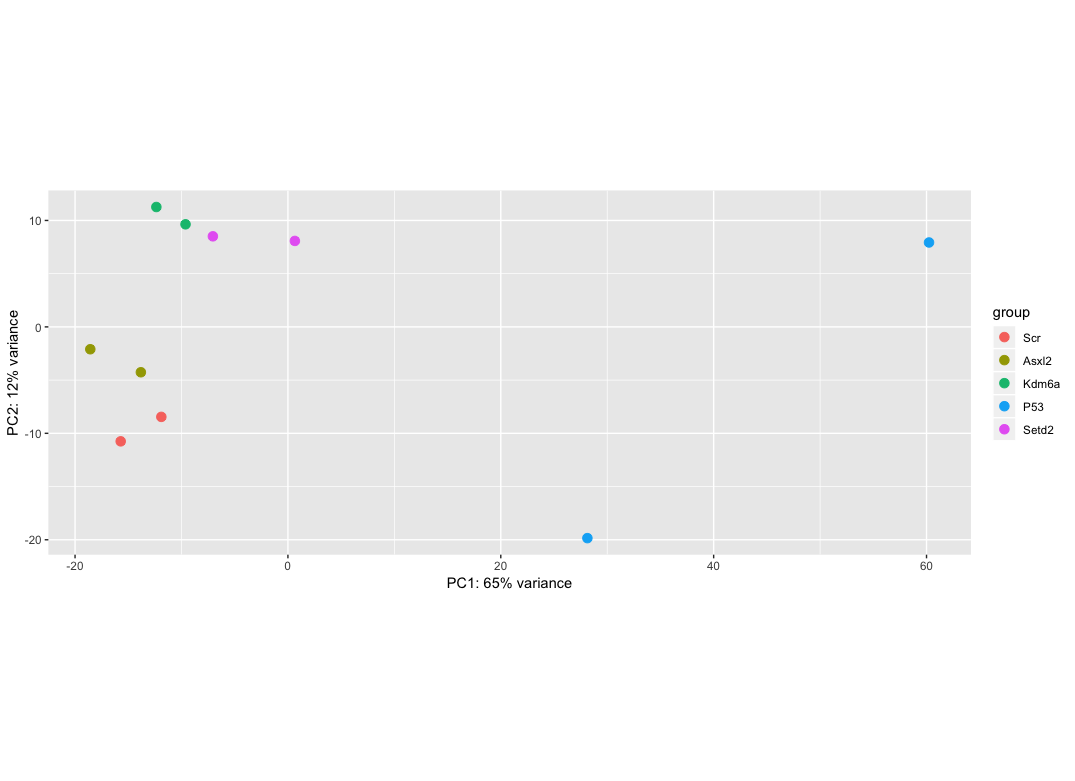 10
0
-10
-20
PC2: 12% variance
-20
0
20
40
60
PC1: 65% variance
group
Scr
Asxl2
Kdm6a
P53
Setd2